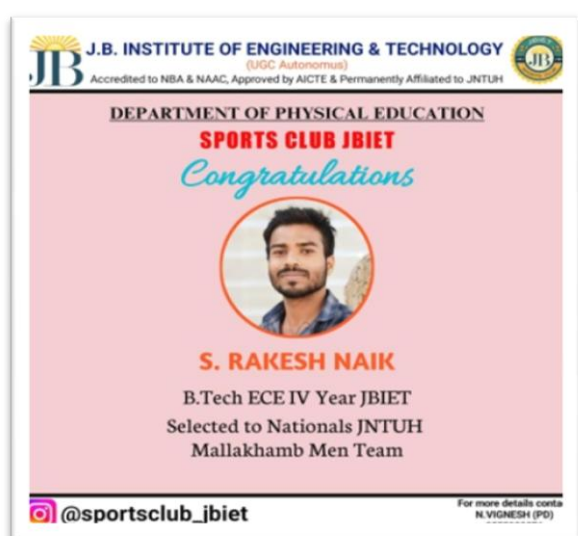 J.B. INSTITUTE OF ENGINEERING & TECHNOLOGY
(UGC Autonomus)
JB
Accredited to NBA & NAAC, Approved by AICTE & Permanently Affiliated to JNTUH
JB
DEPARTMENT OF PHYSICAL EDUCATION
SPORTS CLUB JBIET
Congratulations
S. RAKESH NAIK
B.Tech ECE IV Year JBIET
Selected to Nationals JNTUH
Mallakhamb Men Team
@sportsclub_jbiet
For more details conta
N.VIGNESH (PD)